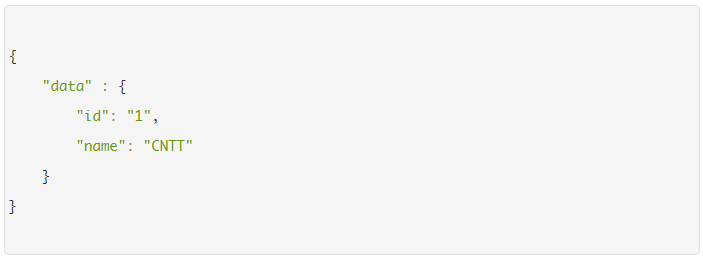 {
    "data" : {
        "id": "1",
        "name": "CNTT"
    }
}